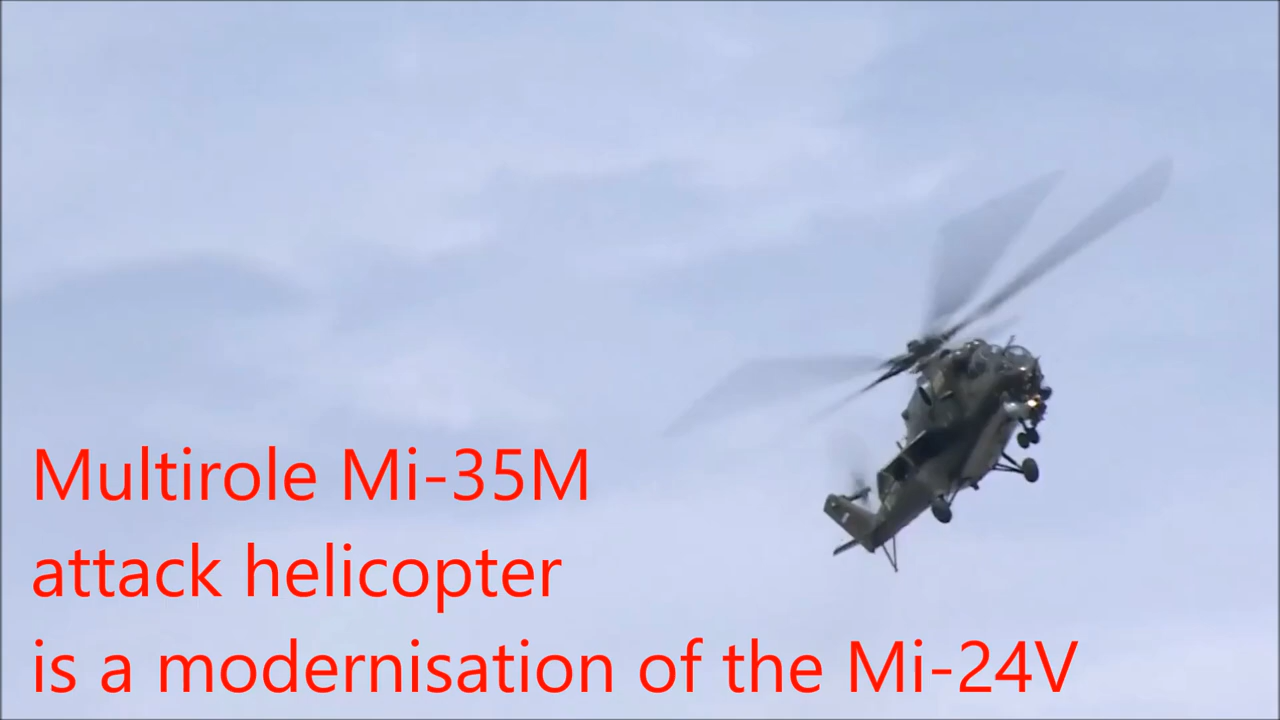 Multirole Mi-35M
attack helicopter
is a modernisation of the Mi-24V